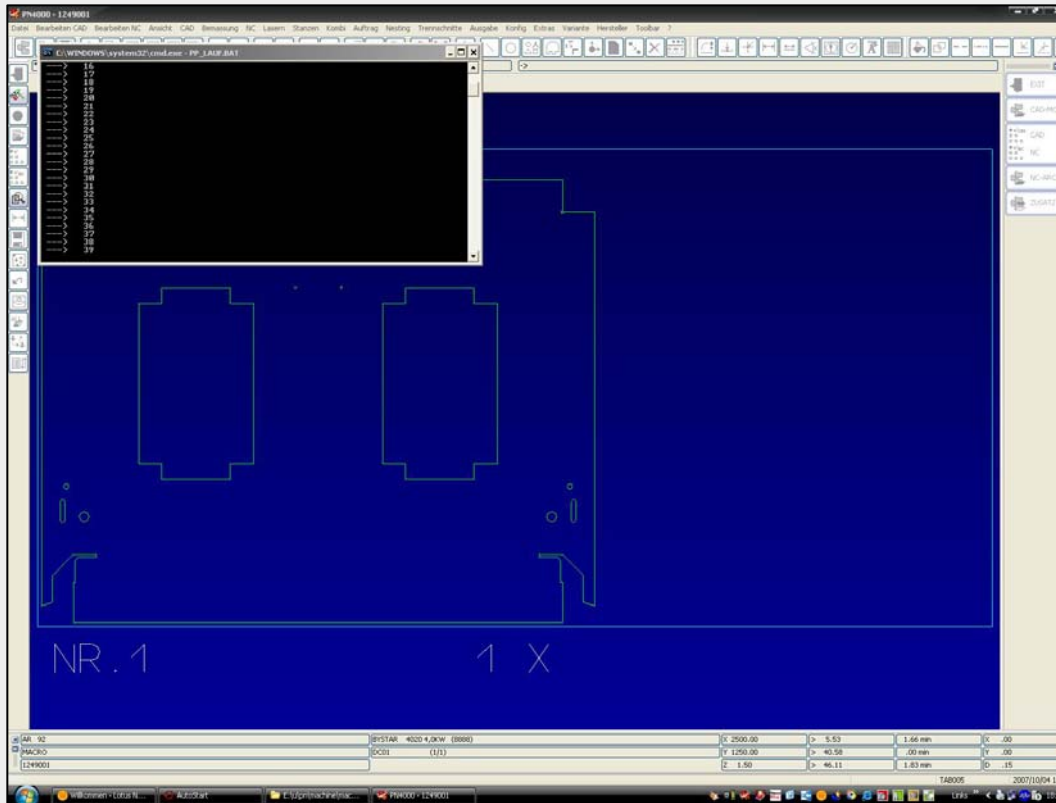 PN4000 - 1249001
Datei Bearbeiten CAD Bearbeiten NC Ansicht CAD Bemassung NC Lasern Stanzen Kombi Auftrag Nesting Trennschnitte Ausgabe Konfig Extras Variante Hersteller Toolbar ?
C:\WINDOWS\system32\cmd.exe - PP_LAUF.BAT
----> 16
----> 17
----> 18
----> 19
----> 20
----> 21
----> 22
----> 23
----> 24
----> 25
----> 26
----> 27
----> 28
----> 29
----> 30
----> 31
----> 32
----> 33
----> 34
----> 35
----> 36
----> 37
----> 38
----> 39
->
EXIT
CAD
NC
NR.1 1 X
AR 92 BYSTAR 4020 4,0KW (8888) X 2500.00 > 5.53 1.66 min X .00
MACRO DC01 (1/1) Y 1250.00 > 40.58 .00 min Y .00
1249001 Z 1.50 > 46.11 1.83 min D .15
TAB005 2007/10/04
Willkommen - Lotus N... AutoStart PN4000 - 1249001 Links